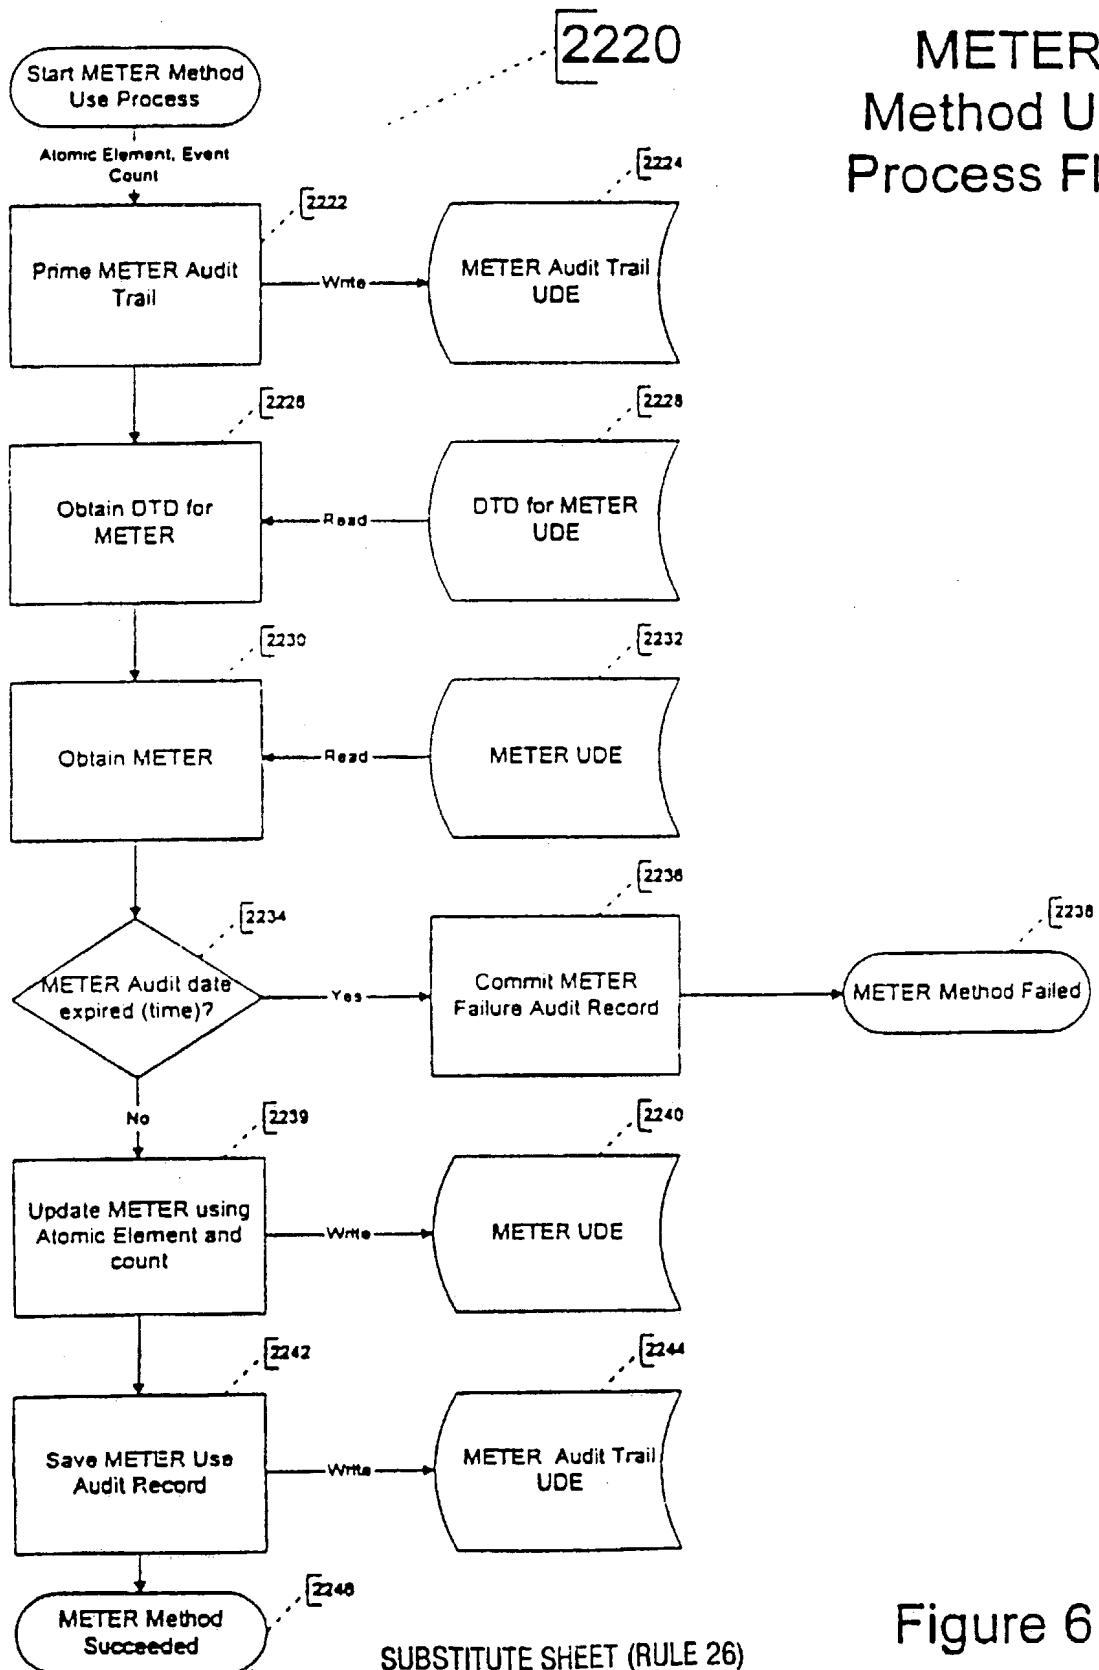 2220
METER
Method U
Process Fl
Start METER Method
Use Process
Atomic Element, Event
Count
2222
2224
Prime METER Audit
Trail
Write
METER Audit Trail
UDE
2226
2228
Obtain DTD for
METER
Read
DTD for METER
UDE
2230
2232
Obtain METER
Read
METER UDE
2234
2236
2238
METER Audit date
expired (time)?
Yes
Commit METER
Failure Audit Record
METER Method Failed
No
2239
2240
Update METER using
Atomic Element and
count
Write
METER UDE
2242
2244
Save METER Use
Audit Record
Write
METER Audit Trail
UDE
2246
METER Method
Succeeded
SUBSTITUTE SHEET (RULE 26)
Figure 6